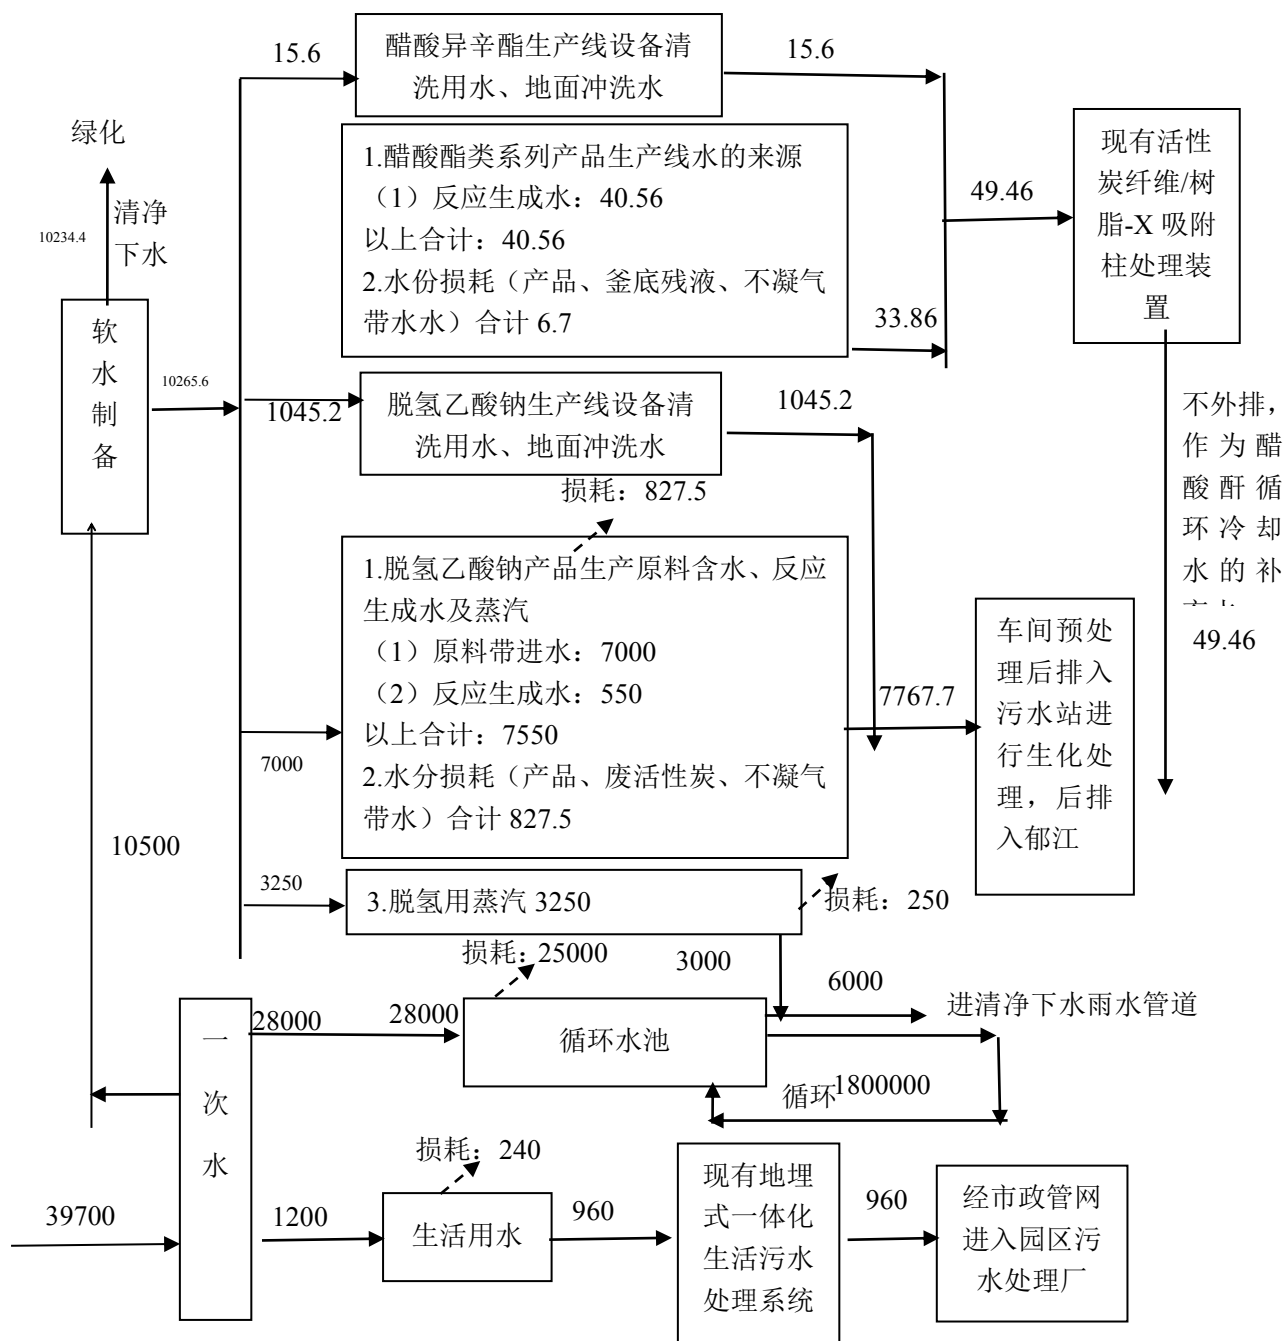 15.6
醋酸异辛酯生产线设备清
洗用水、地面冲洗水
15.6
绿化
清净
下水
10234.4
1.醋酸酯类系列产品生产线水的来源
（1）反应生成水：40.56
以上合计：40.56
2.水份损耗（产品、釜底残液、不凝气
带水水）合计 6.7
33.86
49.46
现有活性
炭纤维/树
脂-X 吸附
柱处理装
置
软
水
制
备
10265.6
1045.2
脱氢乙酸钠生产线设备清
洗用水、地面冲洗水
1045.2
不外排，
作为醋
酸酐循
环冷却
水的补
49.46
损耗：827.5
1.脱氢乙酸钠产品生产原料含水、反应
生成水及蒸汽
（1）原料带进水：7000
（2）反应生成水：550
以上合计：7550
2.水分损耗（产品、废活性炭、不凝气
带水）合计 827.5
7000
7767.7
车间预处
理后排入
污水站进
行生化处
理，后排
入郁江
10500
3250
3.脱氢用蒸汽 3250
损耗：250
损耗：25000
3000
6000
进清净下水雨水管道
一
次
水
28000
28000
循环水池
循环
1800000
损耗：240
39700
1200
生活用水
960
现有地埋
式一体化
生活污水
处理系统
960
经市政管网
进入园区污
水处理厂